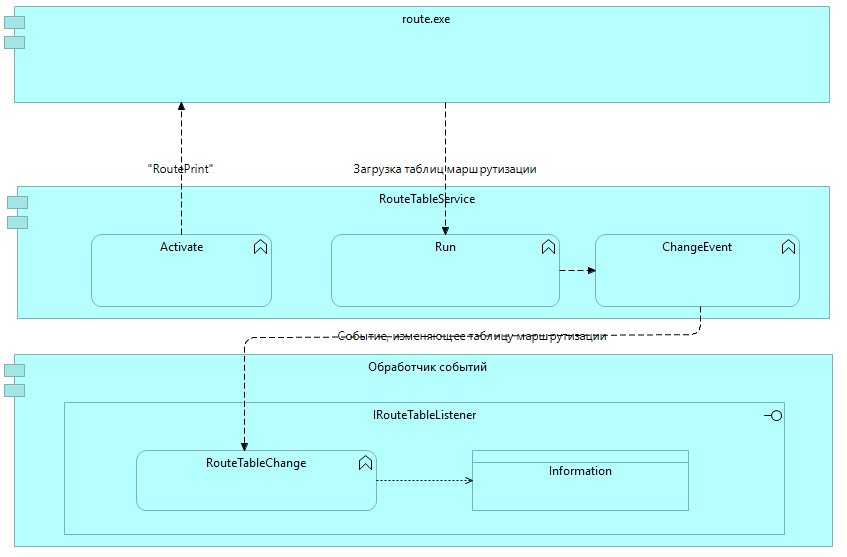 route.exe
"RoutePrint"
Загрузка таблиц маршрутизации
RouteTableService
Activate
Run
ChangeEvent
Событие, изменяющее таблицу маршрутизации
Обработчик событий
IRouteTableListener
RouteTableChange
Information